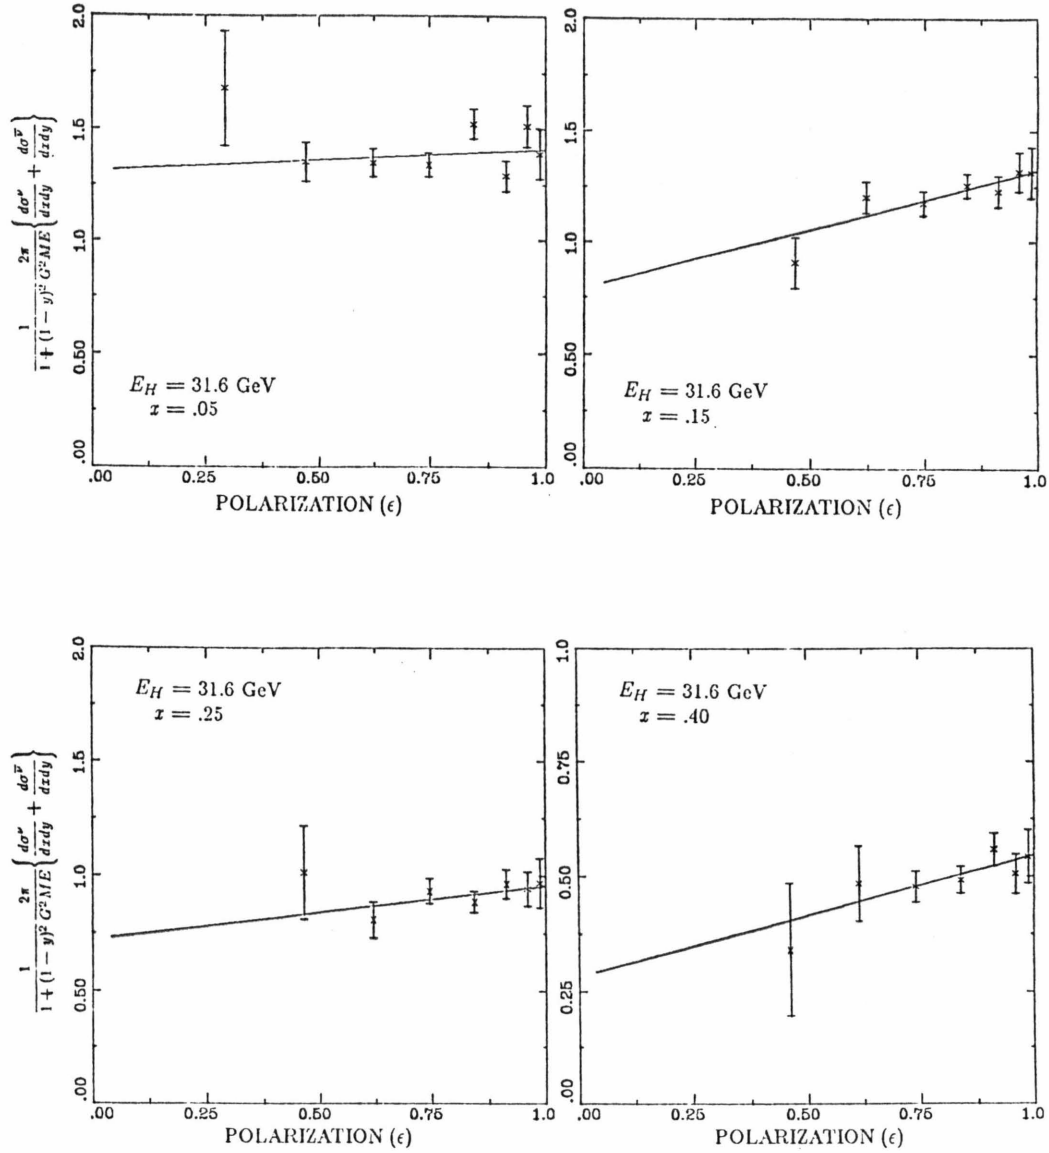 2.0
1.5
1.0
0.50
.00
1/(1 + (1 − y)²) 2π/(G²ME) {dσ^ν/dxdy + dσ^ν̅/dxdy}
E_H = 31.6 GeV
x = .05
.00 0.25 0.50 0.75 1.0
POLARIZATION (ε)
2.0
1.5
1.0
0.50
.00
E_H = 31.6 GeV
x = .15
.00 0.25 0.50 0.75 1.0
POLARIZATION (ε)
2.0
1.5
1.0
0.50
.00
1/(1 + (1 − y)²) 2π/(G²ME) {dσ^ν/dxdy + dσ^ν̅/dxdy}
E_H = 31.6 GeV
x = .25
.00 0.25 0.50 0.75 1.0
POLARIZATION (ε)
1.0
0.75
0.50
0.25
.00
E_H = 31.6 GeV
x = .40
.00 0.25 0.50 0.75 1.0
POLARIZATION (ε)